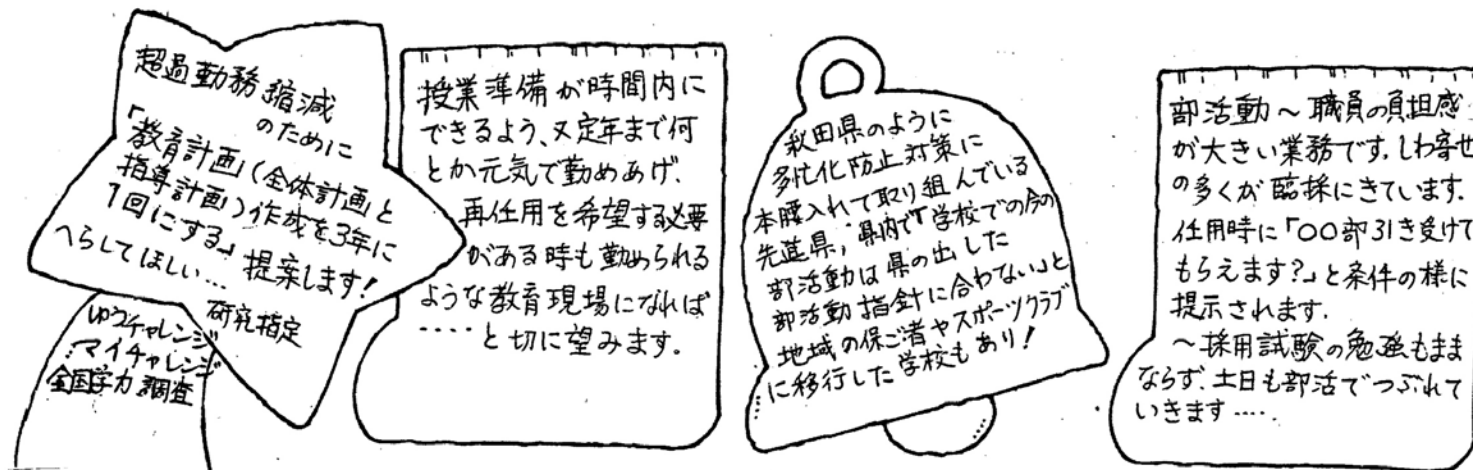 超過勤務縮減
のために
「教育計画(全体計画と
指導計画)作成を3年に
1回にする」提案します!
へらしてほしい…
研究指定
ゆうチャレンジ
マイチャレンジ
全国学力調査
授業準備が時間内に
できるよう、又定年まで何
とか元気で勤めあげ、
再任用を希望する必要
がある時も勤められる
ような教育現場になれば
‥‥と切に望みます。
秋田県のように
多忙化防止対策に
本腰入れて取り組んでいる
先進県,県内で「学校での今の
部活動は県の出した
部活動指針に合わない」と
地域の保ご者やスポーツクラブ
に移行した学校もあり!
部活動〜職員の負担感
が大きい業務です。しわ寄せ
の多くが臨採にきています。
任用時に「〇〇部引き受けて
もらえます?」と条件の様に
提示されます。
〜採用試験の勉強もまま
ならず、土日も部活でつぶれて
いきます‥‥.